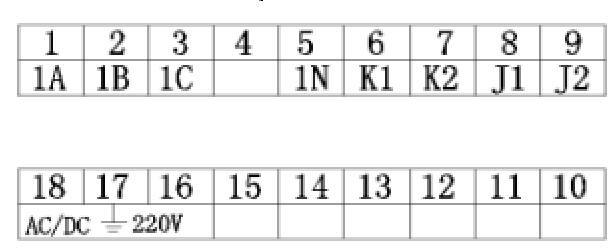 1 2 3 4 5 6 7 8 9
1A 1B 1C 1N K1 K2 J1 J2
18 17 16 15 14 13 12 11 10
AC/DC ⏚ 220V